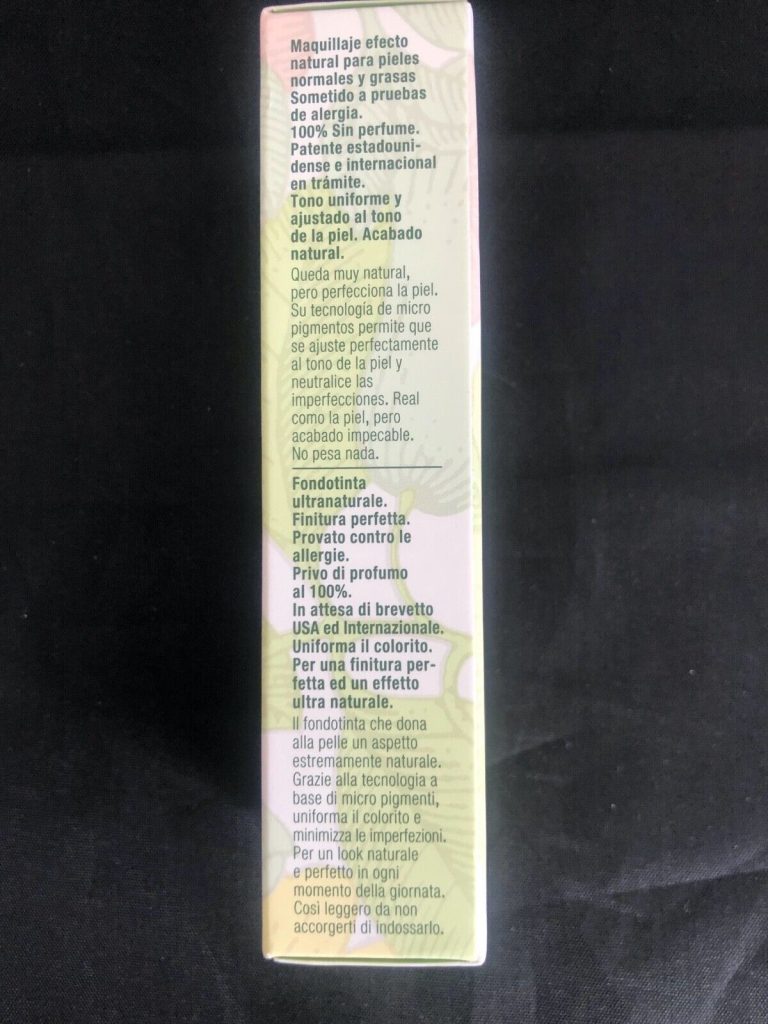 Maquillaje efecto
natural para pieles
normales y grasas
Sometido a pruebas
de alergia.
100% Sin perfume.
Patente estadouni-
dense e internacional
en trámite.
Tono uniforme y
ajustado al tono
de la piel. Acabado
natural.
Queda muy natural,
pero perfecciona la piel.
Su tecnología de micro
pigmentos permite que
se ajuste perfectamente
al tono de la piel y
neutralice las
imperfecciones. Real
como la piel, pero
acabado impecable.
No pesa nada.
Fondotinta
ultranaturale.
Finitura perfetta.
Provato contro le
allergie.
Privo di profumo
al 100%.
In attesa di brevetto
USA ed Internazionale.
Uniforma il colorito.
Per una finitura per-
fetta ed un effetto
ultra naturale.
Il fondotinta che dona
alla pelle un aspetto
estremamente naturale.
Grazie alla tecnologia a
base di micro pigmenti,
uniforma il colorito e
minimizza le imperfezioni.
Per un look naturale
e perfetto in ogni
momento della giornata.
Così leggero da non
accorgerti di indossarlo.